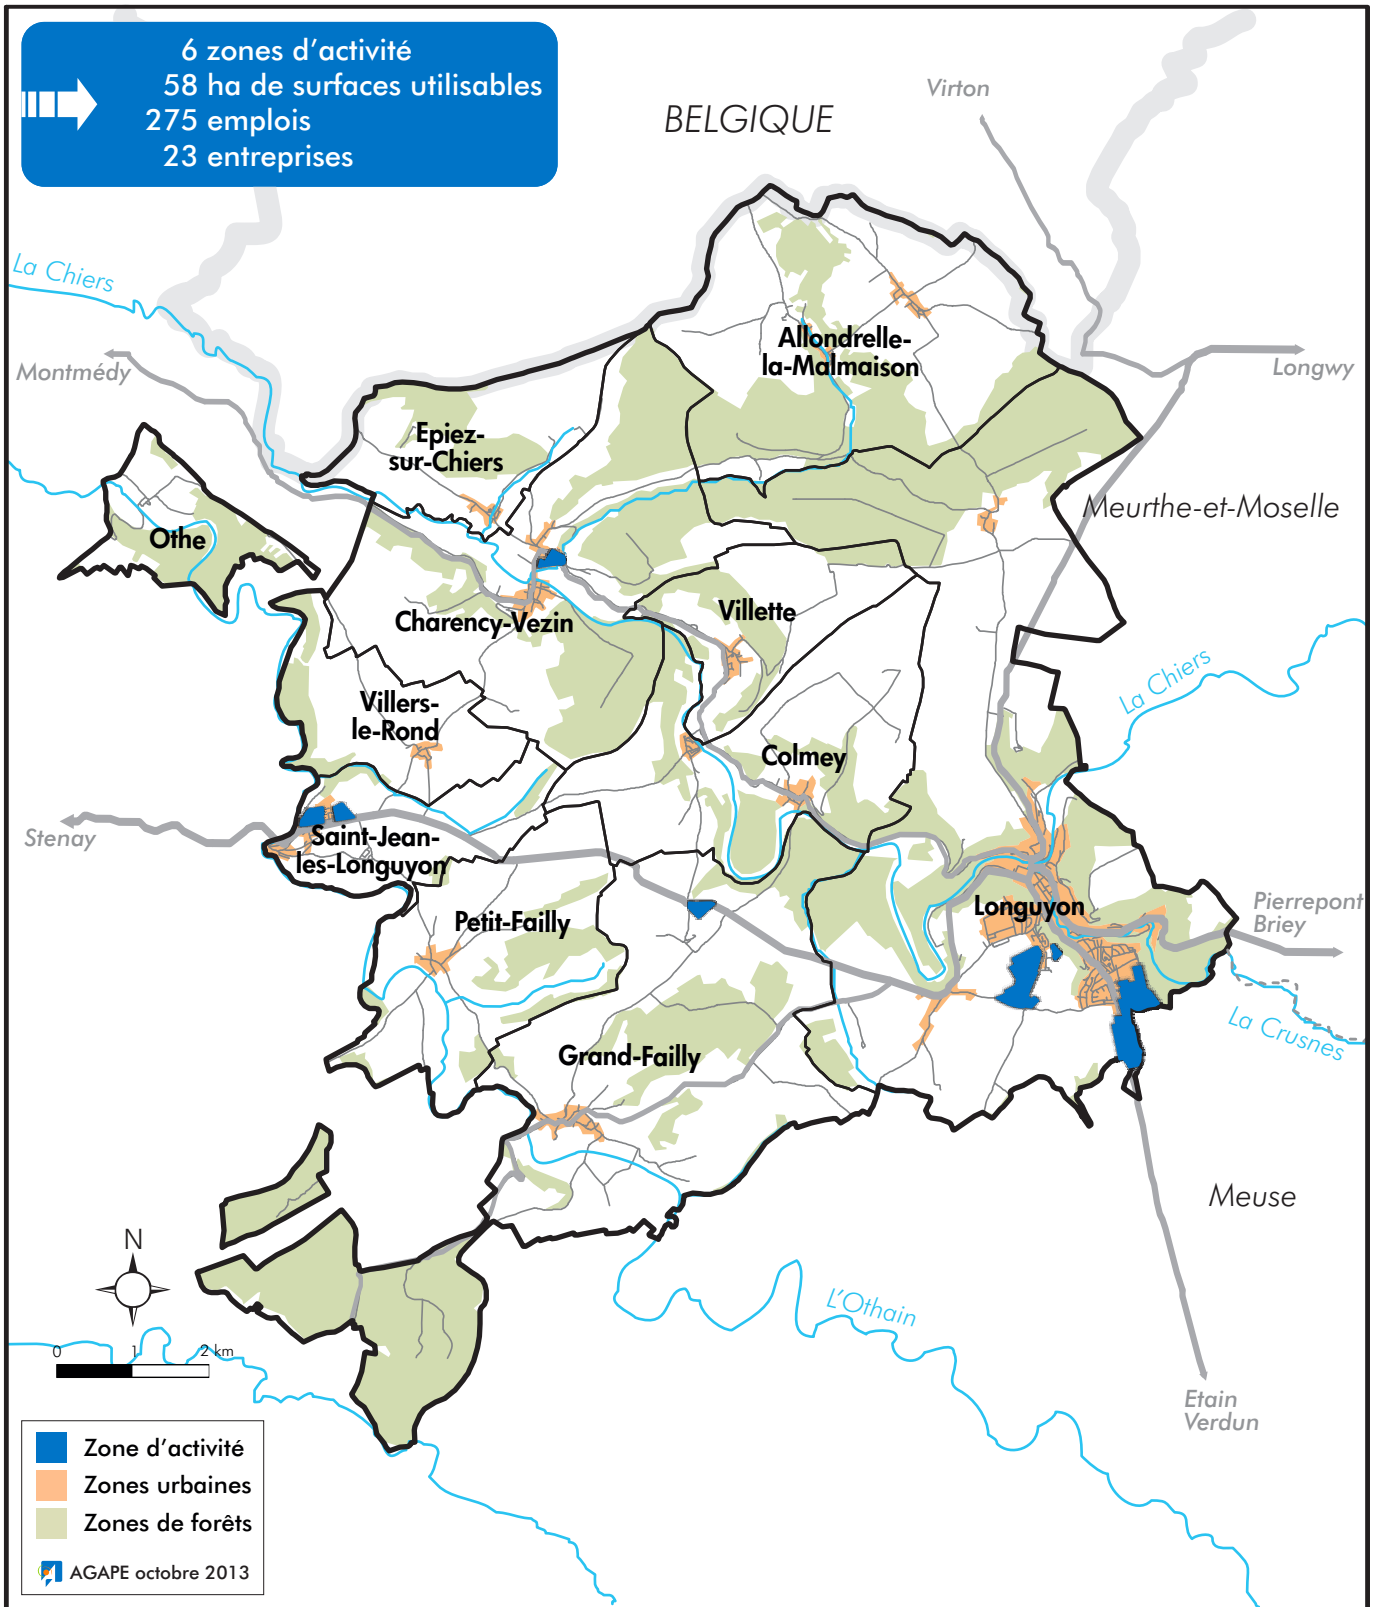 6 zones d'activité
58 ha de surfaces utilisables
275 emplois
23 entreprises
Virton
BELGIQUE
La Chiers
Montmédy
Allondrelle-
la-Malmaison
Longwy
Epiez-
sur-Chiers
Meurthe-et-Moselle
Othe
Charency-Vezin
Villette
La Chiers
Villers-
le-Rond
Colmey
Stenay
Saint-Jean-
les-Longuyon
Longuyon
Pierrepont
Briey
Petit-Failly
La Crusnes
Grand-Failly
Meuse
N
L'Othain
0 1 2 km
Etain
Verdun
Zone d'activité
Zones urbaines
Zones de forêts
AGAPE octobre 2013